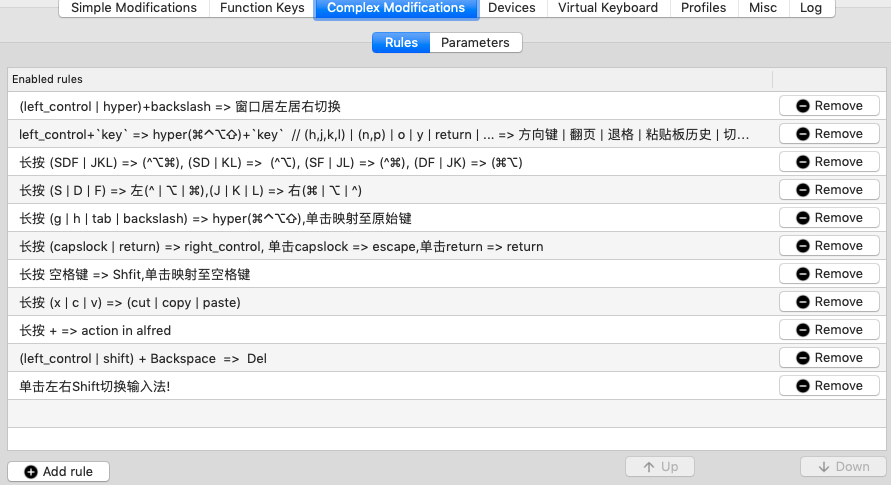 Simple Modifications Function Keys Complex Modifications Devices Virtual Keyboard Profiles Misc Log
Rules Parameters
Enabled rules
(left_control | hyper)+backslash => 窗口居左居右切换 Remove
left_control+`key` => hyper(⌘^⌥⇧)+`key` // (h,j,k,l) | (n,p) | o | y | return | ... => 方向键 | 翻页 | 退格 | 粘贴板历史 | 切... Remove
长按 (SDF | JKL) => (^⌥⌘), (SD | KL) => (^⌥), (SF | JL) => (^⌘), (DF | JK) => (⌘⌥) Remove
长按 (S | D | F) => 左(^ | ⌥ | ⌘),(J | K | L) => 右(⌘ | ⌥ | ^) Remove
长按 (g | h | tab | backslash) => hyper(⌘^⌥⇧),单击映射至原始键 Remove
长按 (capslock | return) => right_control, 单击capslock => escape,单击return => return Remove
长按 空格键 => Shfit,单击映射至空格键 Remove
长按 (x | c | v) => (cut | copy | paste) Remove
长按 + => action in alfred Remove
(left_control | shift) + Backspace => Del Remove
单击左右Shift切换输入法! Remove
Add rule Up Down